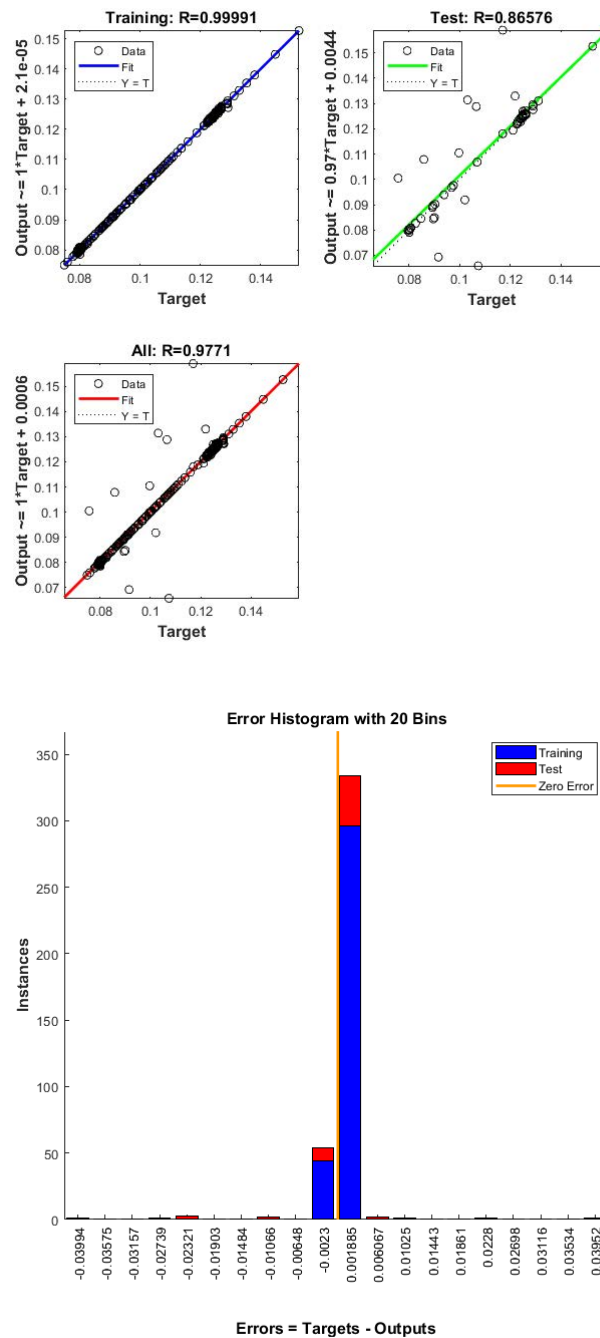 Training: R=0.99991
Output ~= 1*Target + 2.1e-05
0.15
0.14
0.13
0.12
0.11
0.1
0.09
0.08
Data
Fit
Y = T
0.08 0.1 0.12 0.14
Target
Test: R=0.86576
Output ~= 0.97*Target + 0.0044
0.15
0.14
0.13
0.12
0.11
0.1
0.09
0.08
0.07
Data
Fit
Y = T
0.08 0.1 0.12 0.14
Target
All: R=0.9771
Output ~= 1*Target + 0.0006
0.15
0.14
0.13
0.12
0.11
0.1
0.09
0.08
0.07
Data
Fit
Y = T
0.08 0.1 0.12 0.14
Target
Error Histogram with 20 Bins
Instances
350
300
250
200
150
100
50
0
Training
Test
Zero Error
-0.03994
-0.03575
-0.03157
-0.02739
-0.02321
-0.01903
-0.01484
-0.01066
-0.00648
-0.0023
0.001885
0.006067
0.01025
0.01443
0.01861
0.0228
0.02698
0.03116
0.03534
0.03952
Errors = Targets - Outputs